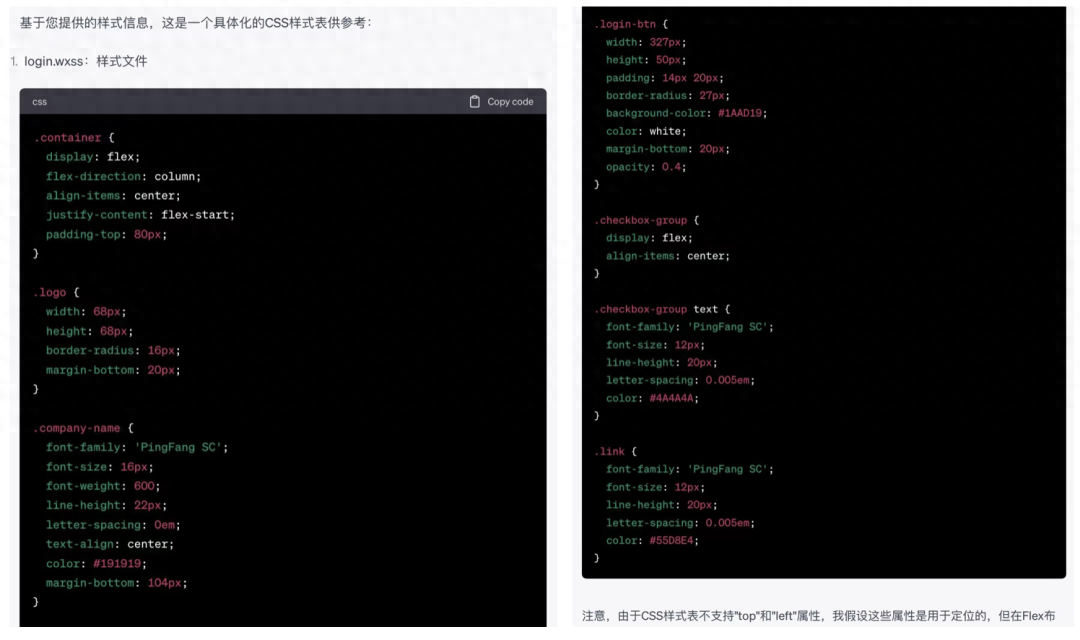 基于您提供的样式信息，这是一个具体化的CSS样式表供参考：
1. login.wxss：样式文件
css
Copy code
.container {
  display: flex;
  flex-direction: column;
  align-items: center;
  justify-content: flex-start;
  padding-top: 80px;
}
.logo {
  width: 68px;
  height: 68px;
  border-radius: 16px;
  margin-bottom: 20px;
}
.company-name {
  font-family: 'PingFang SC';
  font-size: 16px;
  font-weight: 600;
  line-height: 22px;
  letter-spacing: 0em;
  text-align: center;
  color: #191919;
  margin-bottom: 104px;
}
.login-btn {
  width: 327px;
  height: 50px;
  padding: 14px 20px;
  border-radius: 27px;
  background-color: #1AAD19;
  color: white;
  margin-bottom: 20px;
  opacity: 0.4;
}
.checkbox-group {
  display: flex;
  align-items: center;
}
.checkbox-group text {
  font-family: 'PingFang SC';
  font-size: 12px;
  line-height: 20px;
  letter-spacing: 0.005em;
  color: #4A4A4A;
}
.link {
  font-family: 'PingFang SC';
  font-size: 12px;
  line-height: 20px;
  letter-spacing: 0.005em;
  color: #55D8E4;
}
注意，由于CSS样式表不支持"top"和"left"属性，我假设这些属性是用于定位的，但在Flex布